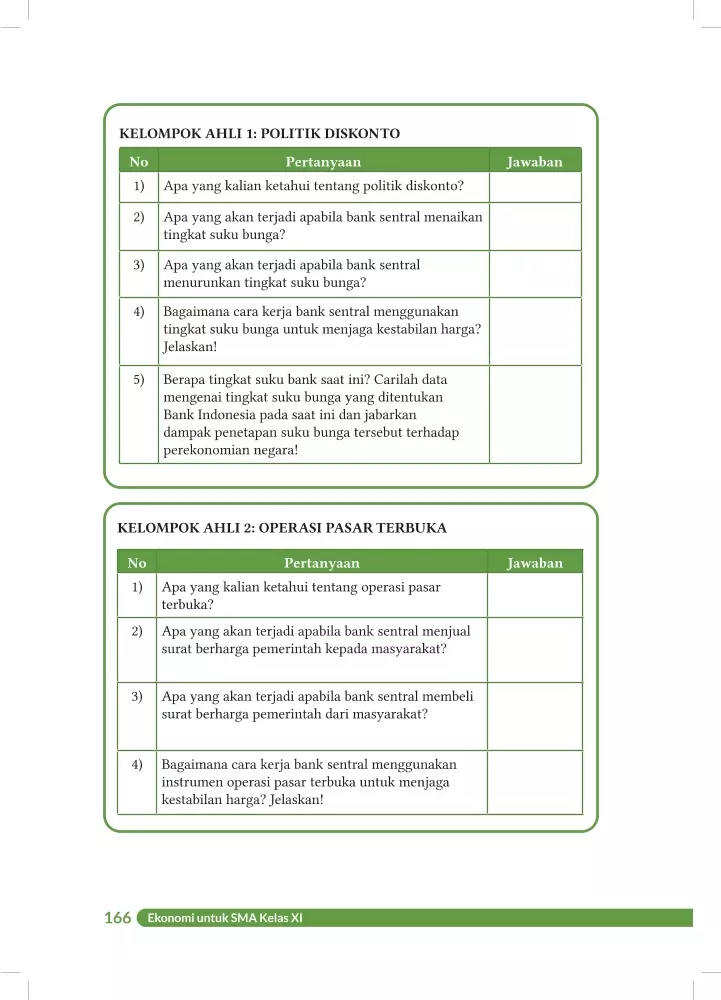 KELOMPOK AHLI 1: POLITIK DISKONTO
No Pertanyaan Jawaban
1) Apa yang kalian ketahui tentang politik diskonto?
2) Apa yang akan terjadi apabila bank sentral menaikan
tingkat suku bunga?
3) Apa yang akan terjadi apabila bank sentral
menurunkan tingkat suku bunga?
4) Bagaimana cara kerja bank sentral menggunakan
tingkat suku bunga untuk menjaga kestabilan harga?
Jelaskan!
5) Berapa tingkat suku bank saat ini? Carilah data
mengenai tingkat suku bunga yang ditentukan
Bank Indonesia pada saat ini dan jabarkan
dampak penetapan suku bunga tersebut terhadap
perekonomian negara!
KELOMPOK AHLI 2: OPERASI PASAR TERBUKA
No Pertanyaan Jawaban
1) Apa yang kalian ketahui tentang operasi pasar
terbuka?
2) Apa yang akan terjadi apabila bank sentral menjual
surat berharga pemerintah kepada masyarakat?
3) Apa yang akan terjadi apabila bank sentral membeli
surat berharga pemerintah dari masyarakat?
4) Bagaimana cara kerja bank sentral menggunakan
instrumen operasi pasar terbuka untuk menjaga
kestabilan harga? Jelaskan!
166 Ekonomi untuk SMA Kelas XI